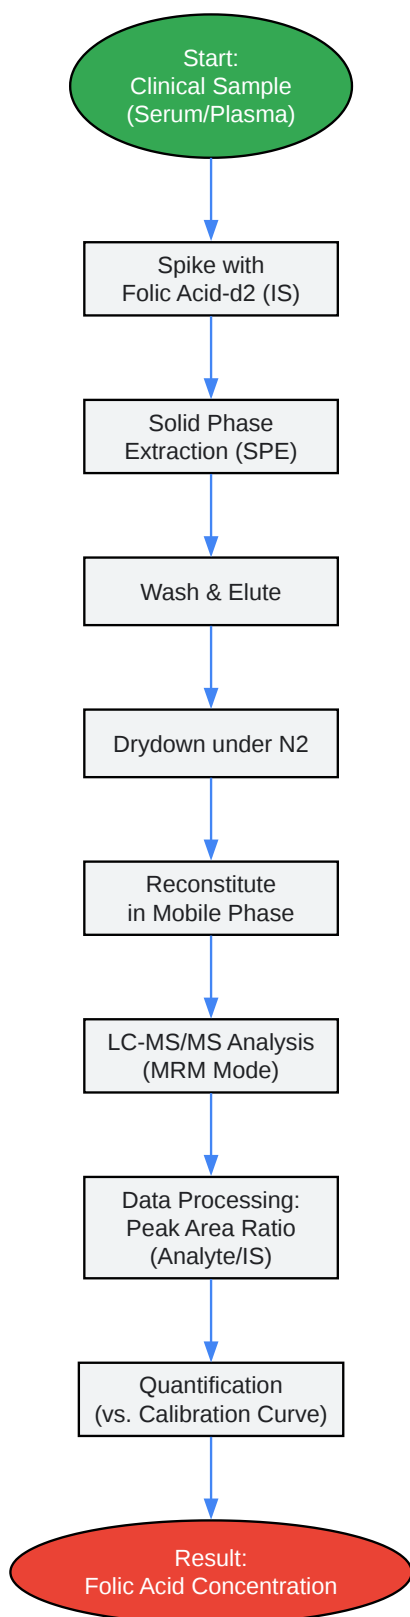 Start:
Clinical Sample
(Serum/Plasma)
Spike with
Folic Acid-d2 (IS)
Solid Phase
Extraction (SPE)
Wash & Elute
Drydown under N2
Reconstitute
in Mobile Phase
LC-MS/MS Analysis
(MRM Mode)
Data Processing:
Peak Area Ratio
(Analyte/IS)
Quantification
(vs. Calibration Curve)
Result:
Folic Acid Concentration